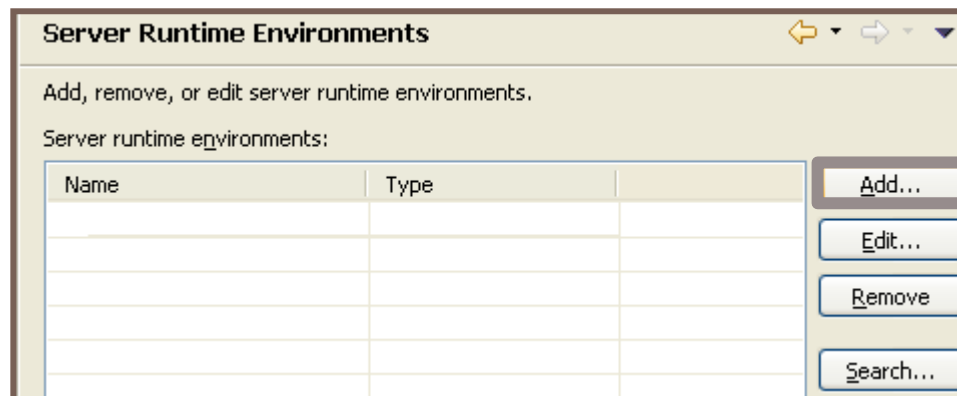 Server Runtime Environments
Add, remove, or edit server runtime environments.
Server runtime environments:
Name Type
Add...
Edit...
Remove
Search...